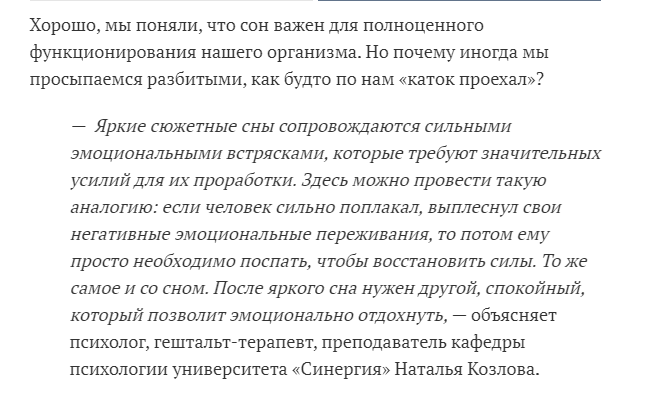 Хорошо, мы поняли, что сон важен для полноценного
функционирования нашего организма. Но почему иногда мы
просыпаемся разбитыми, как будто по нам «каток проехал»?
— Яркие сюжетные сны сопровождаются сильными
эмоциональными встрясками, которые требуют значительных
усилий для их проработки. Здесь можно провести такую
аналогию: если человек сильно поплакал, выплеснул свои
негативные эмоциональные переживания, то потом ему
просто необходимо поспать, чтобы восстановить силы. То же
самое и со сном. После яркого сна нужен другой, спокойный,
который позволит эмоционально отдохнуть, — объясняет
психолог, гештальт-терапевт, преподаватель кафедры
психологии университета «Синергия» Наталья Козлова.